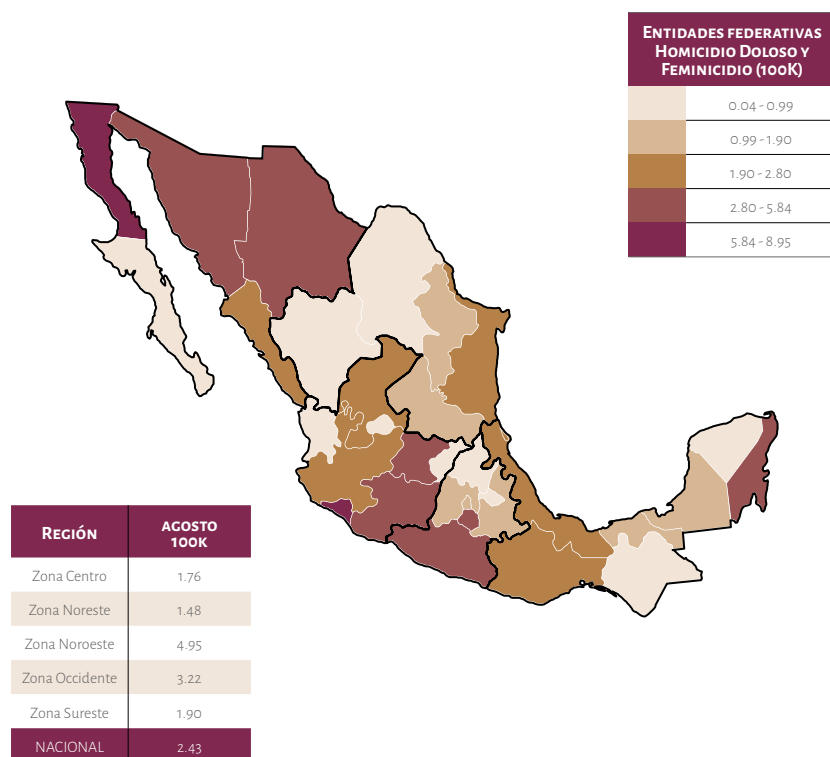 Entidades federativas
Homicidio Doloso y
Feminicidio (100K)
0.04 - 0.99
0.99 - 1.90
1.90 - 2.80
2.80 - 5.84
5.84 - 8.95
Región
agosto
100k
Zona Centro 1.76
Zona Noreste 1.48
Zona Noroeste 4.95
Zona Occidente 3.22
Zona Sureste 1.90
NACIONAL 2.43